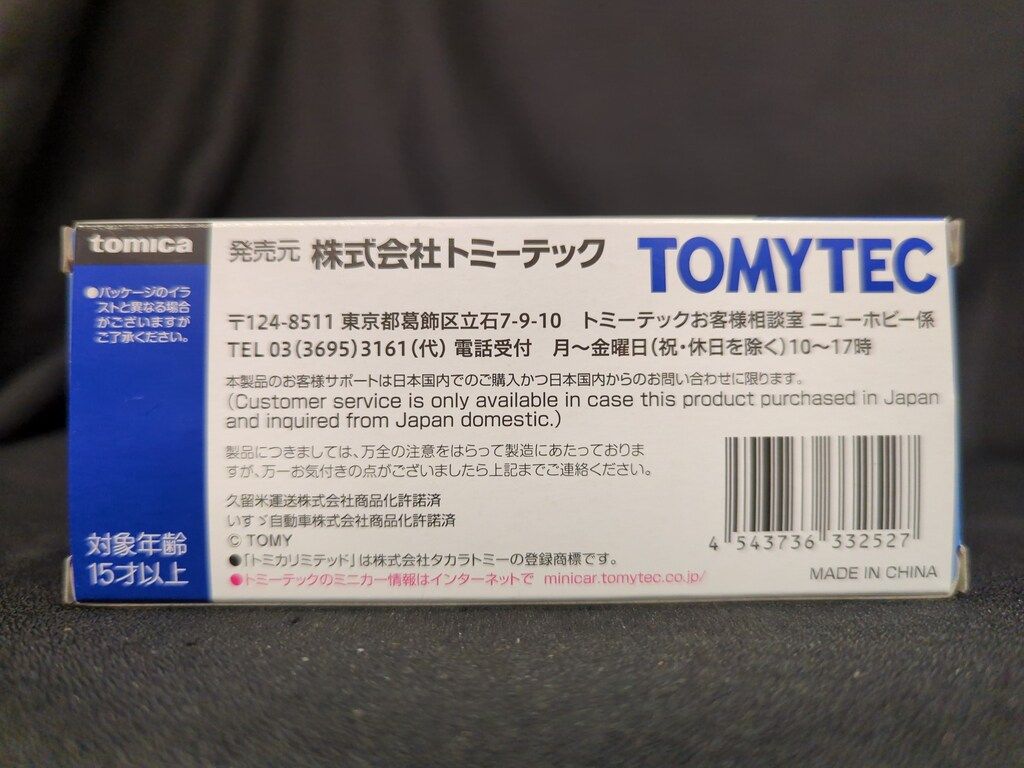 tomica
●パッケージのイラ
ストと異なる場合
がございますが
ご了承ください。
対象年齢
15才以上
発売元 株式会社トミーテック
TOMYTEC
〒124-8511 東京都葛飾区立石7-9-10 トミーテックお客様相談室 ニューホビー係
TEL 03(3695)3161(代) 電話受付 月〜金曜日(祝・休日を除く)10〜17時
本製品のお客様サポートは日本国内でのご購入かつ日本国内からのお問い合わせに限ります。
(Customer service is only available in case this product purchased in Japan
and inquired from Japan domestic.)
製品につきましては、万全の注意をはらって製造にあたっておりま
すが、万一お気付きの点がございましたら上記までご連絡ください。
久留米運送株式会社商品化許諾済
いすゞ自動車株式会社商品化許諾済
© TOMY
●「トミカリミテッド」は株式会社タカラトミーの登録商標です。
●トミーテックのミニカー情報はインターネットで minicar.tomytec.co.jp/
4 543736 332527
MADE IN CHINA